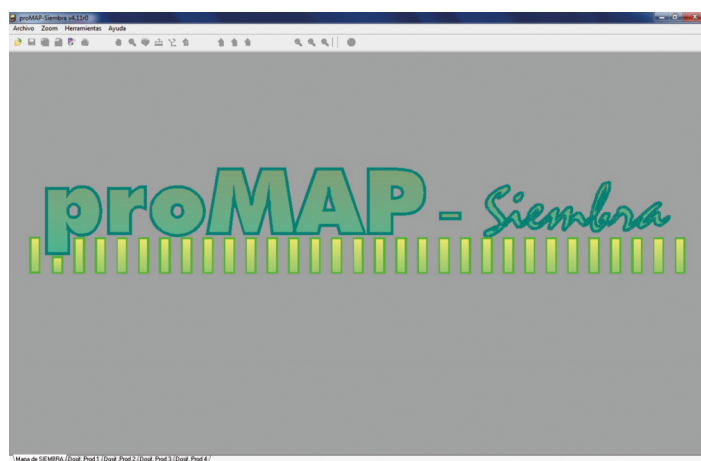 proMAP-Siembra v4.11r0
Archivo Zoom Herramientas Ayuda
proMAP - Siembra
Mapa de SIEMBRA / Dosif. Prod 1 / Dosif. Prod 2 / Dosif. Prod 3 / Dosif. Prod 4 /